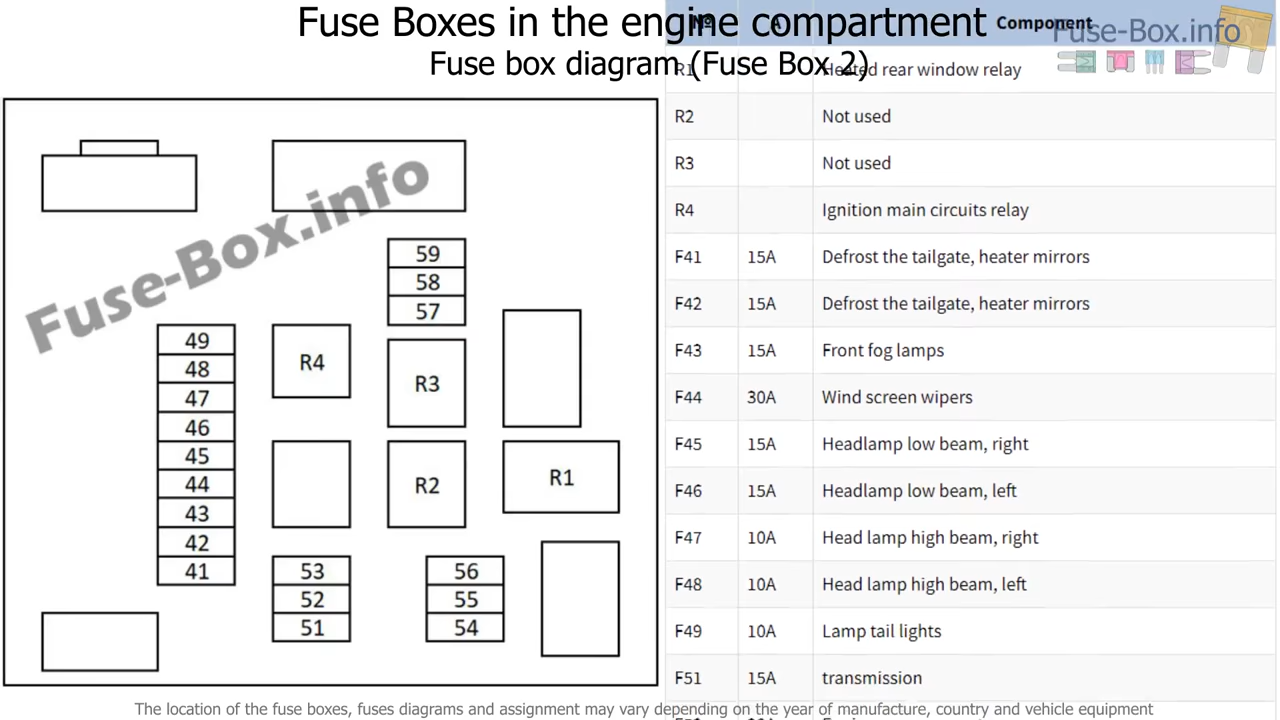 Fuse Boxes in the engine compartment
Fuse box diagram (Fuse Box 2)
Fuse-Box.info
Fuse-Box.info
59
58
57
49
48
47
46
45
44
43
42
41
R4
R3
R2
R1
53
52
51
56
55
54
Nº A Component
R1 Heated rear window relay
R2 Not used
R3 Not used
R4 Ignition main circuits relay
F41 15A Defrost the tailgate, heater mirrors
F42 15A Defrost the tailgate, heater mirrors
F43 15A Front fog lamps
F44 30A Wind screen wipers
F45 15A Headlamp low beam, right
F46 15A Headlamp low beam, left
F47 10A Head lamp high beam, right
F48 10A Head lamp high beam, left
F49 10A Lamp tail lights
F51 15A transmission
The location of the fuse boxes, fuses diagrams and assignment may vary depending on the year of manufacture, country and vehicle equipment